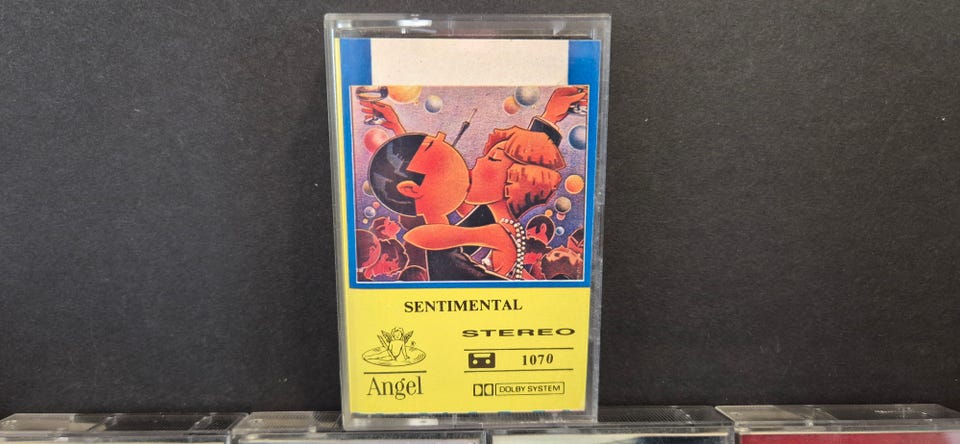 SENTIMENTAL
STEREO
1070
Angel
DOLBY SYSTEM